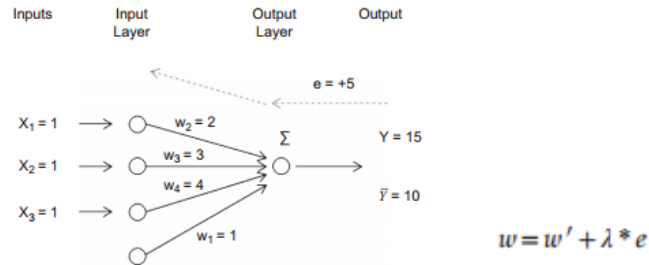 Inputs Input Layer Output Layer Output
e = +5
X₁ = 1 w₂ = 2 Σ Y = 15
X₂ = 1 w₃ = 3
w₄ = 4 Y̅ = 10
X₃ = 1
w₁ = 1
w = w' + λ * e